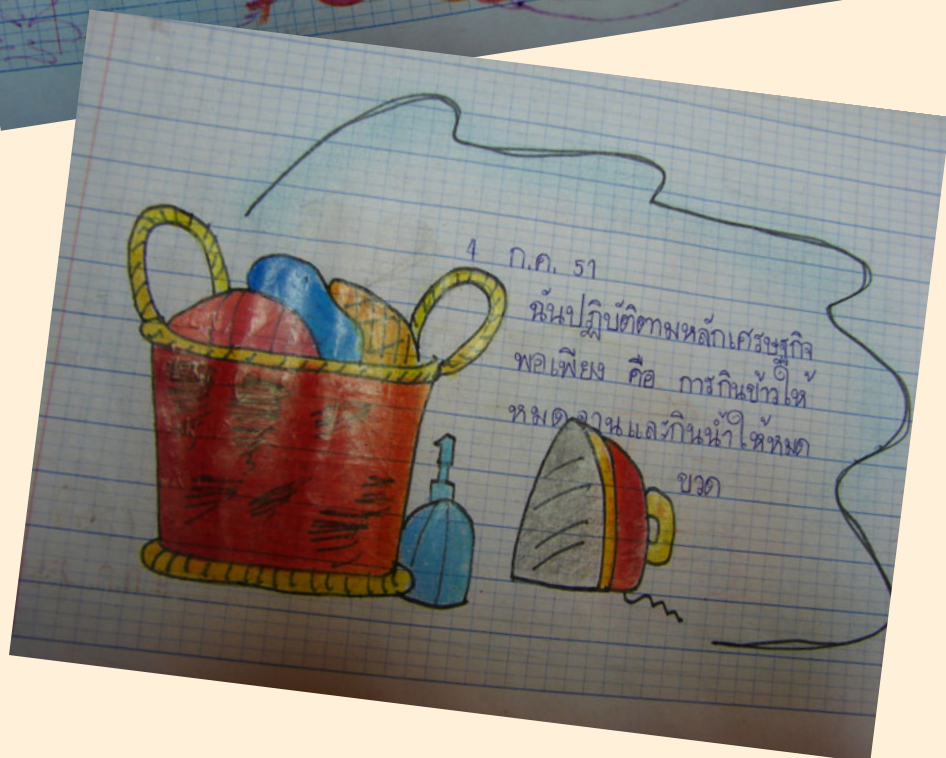 4 ก.ค. 51
ฉันปฏิบัติตามหลักเศรษฐกิจ
พอเพียง คือ การกินข้าวให้
หมดจานและกินน้ำให้หมด
ขวด